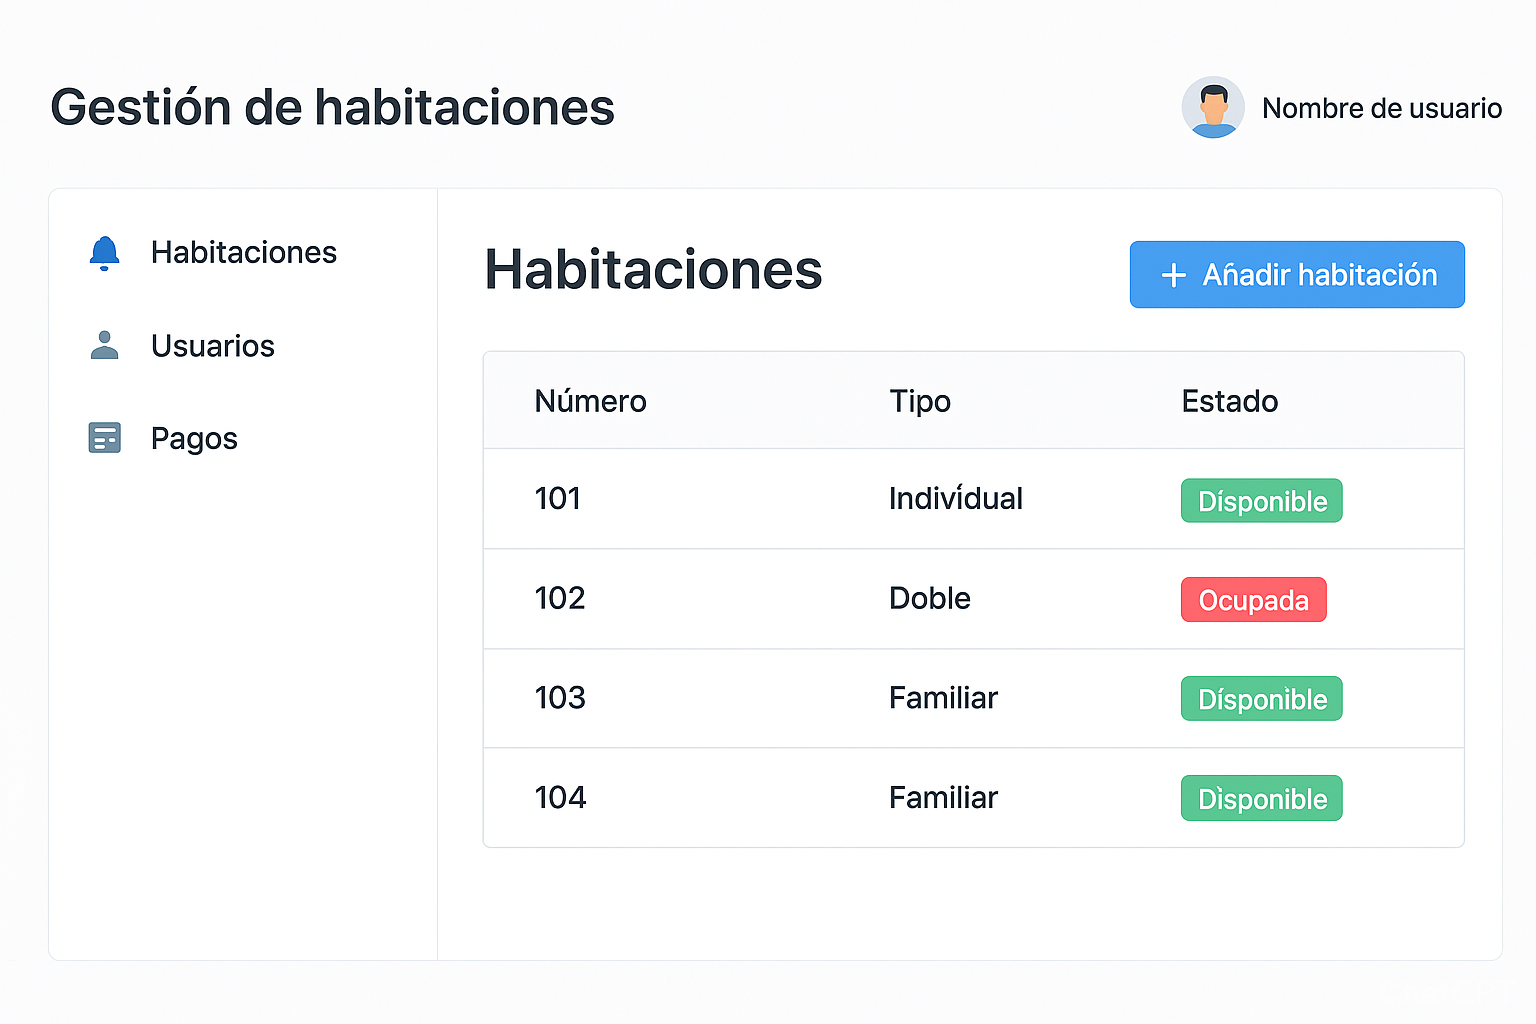 Gestión de habitaciones
Nombre de usuario
Habitaciones
Usuarios
Pagos
Habitaciones
+ Añadir habitación
Número Tipo Estado
101 Indivídual Dísponible
102 Doble Ocupada
103 Familiar Dísponìble
104 Familiar Dìsponible